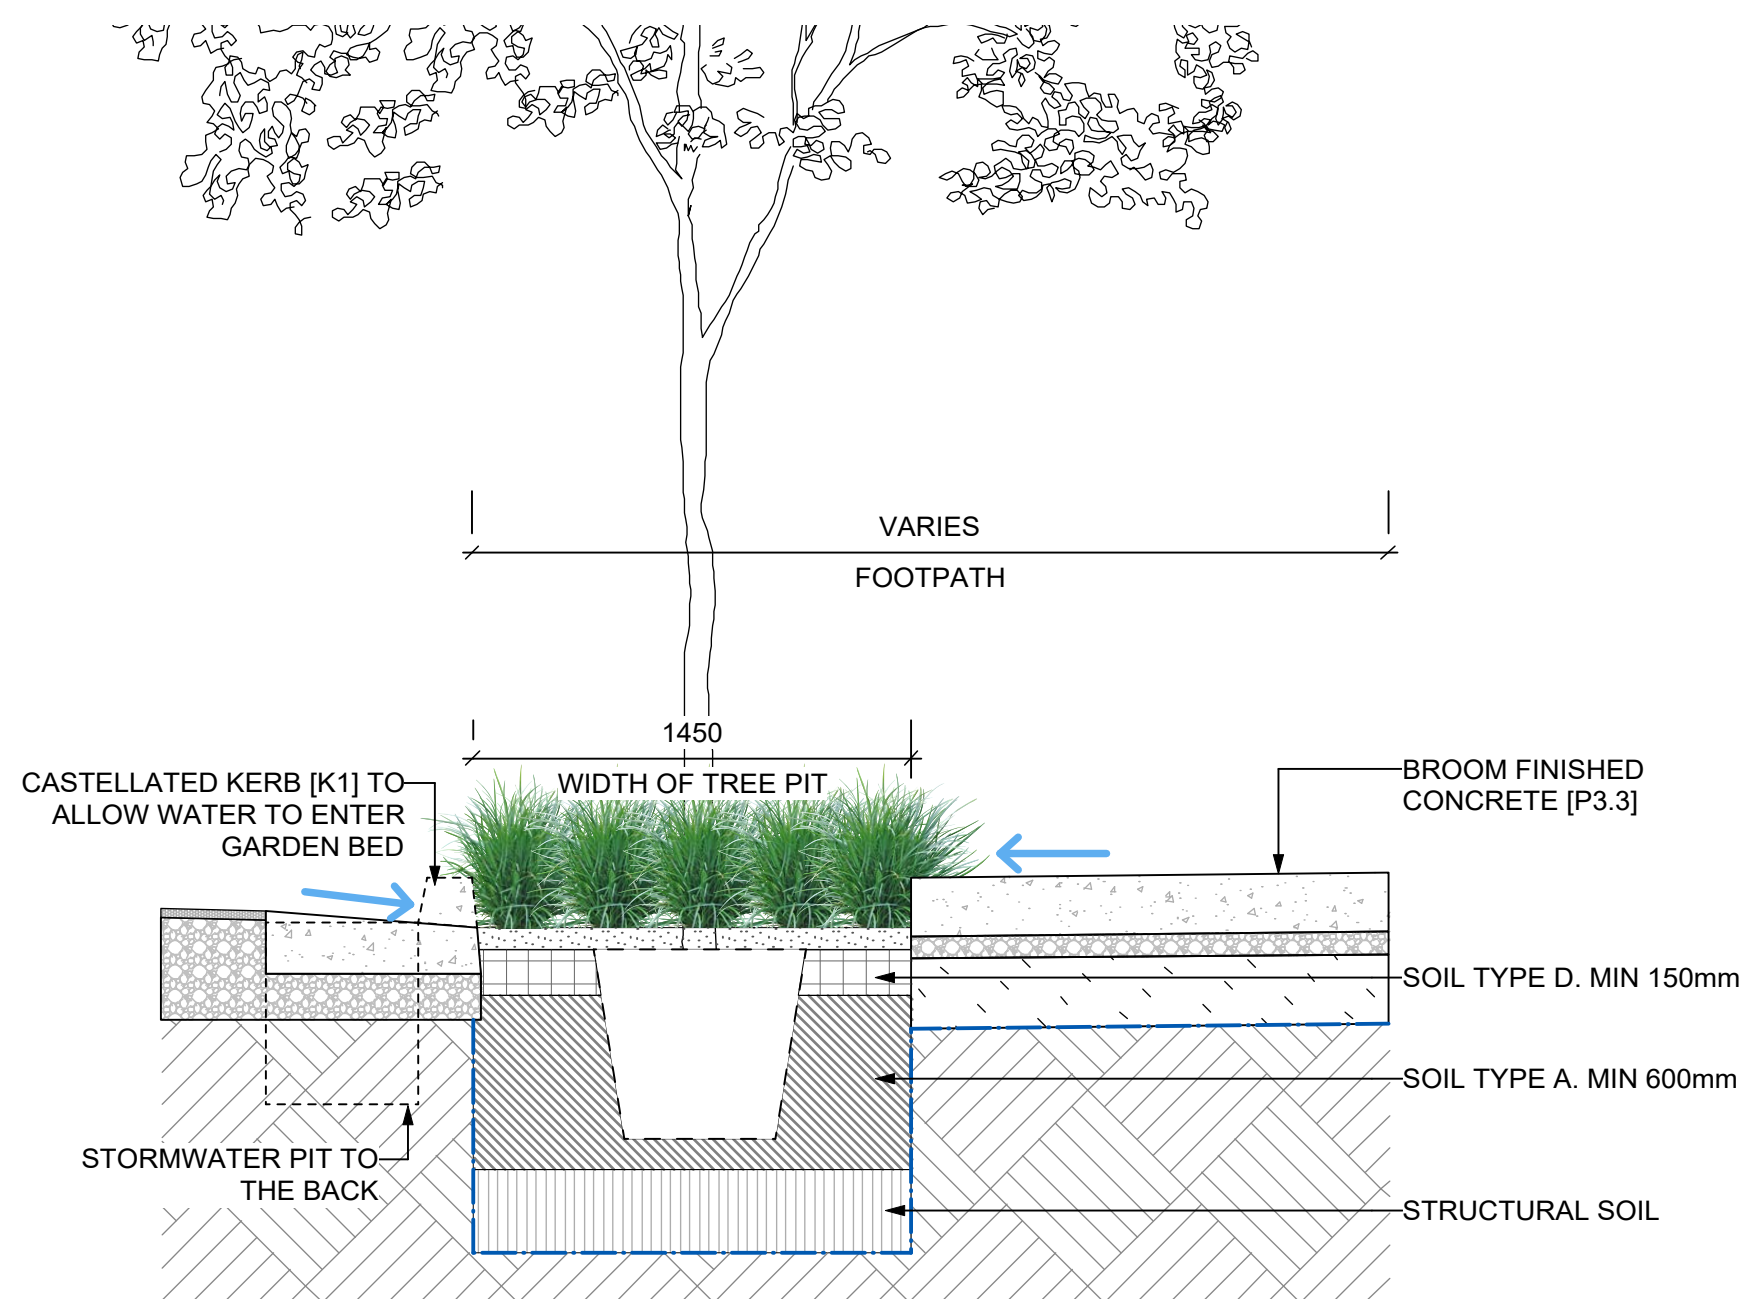 VARIES
FOOTPATH
1450
WIDTH OF TREE PIT
CASTELLATED KERB [K1] TO
ALLOW WATER TO ENTER
GARDEN BED
BROOM FINISHED
CONCRETE [P3.3]
SOIL TYPE D. MIN 150mm
SOIL TYPE A. MIN 600mm
STORMWATER PIT TO
THE BACK
STRUCTURAL SOIL